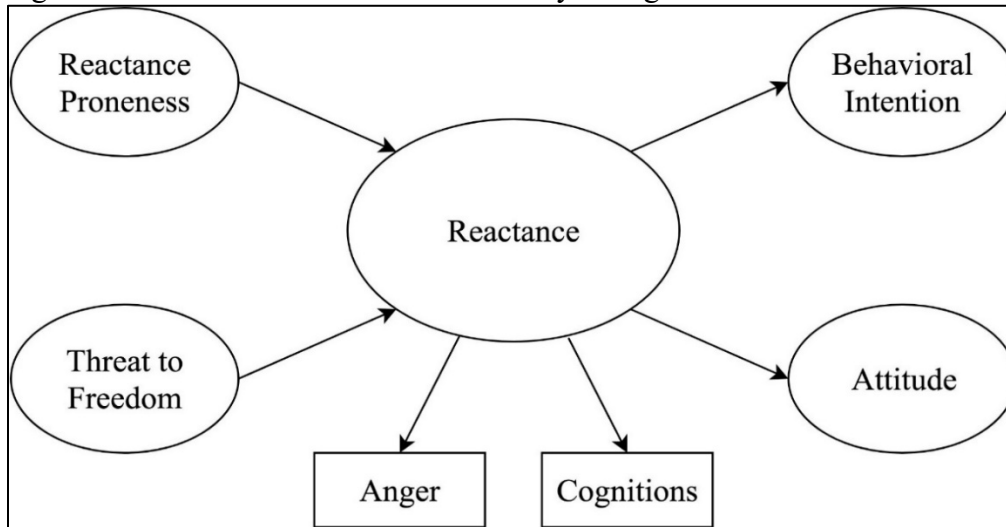 Reactance
Proneness
Behavioral
Intention
Reactance
Threat to
Freedom
Attitude
Anger
Cognitions